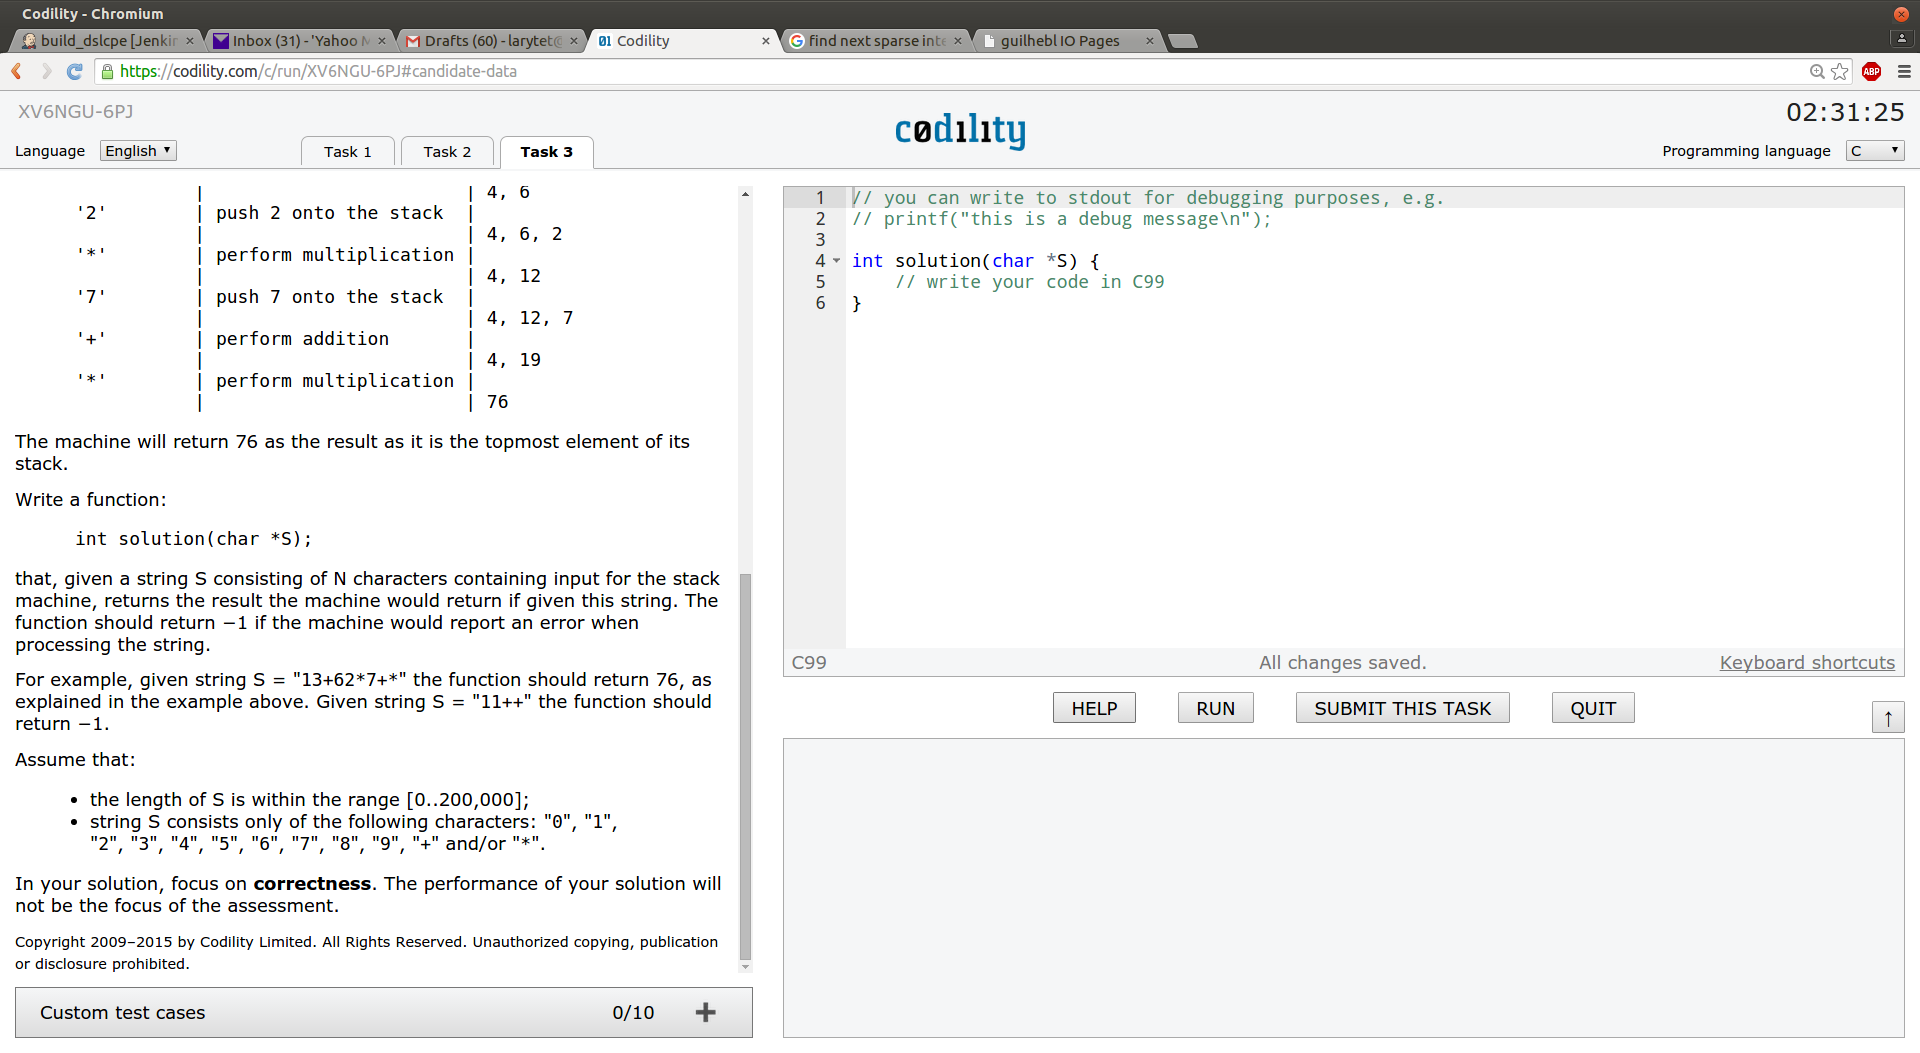 Codility - Chromium
build_dslcpe [Jenkin
Inbox (31) - 'Yahoo M
Drafts (60) - larytet@
Codility
find next sparse inte
guilhebl IO Pages
https://codility.com/c/run/XV6NGU-6PJ#candidate-data
ABP
XV6NGU-6PJ
codility
02:31:25
Language English
Task 1
Task 2
Task 3
Programming language C
| | 4, 6
'2' | push 2 onto the stack |
| | 4, 6, 2
'*' | perform multiplication |
| | 4, 12
'7' | push 7 onto the stack |
| | 4, 12, 7
'+' | perform addition |
| | 4, 19
'*' | perform multiplication |
| | 76
The machine will return 76 as the result as it is the topmost element of its
stack.
Write a function:
int solution(char *S);
that, given a string S consisting of N characters containing input for the stack
machine, returns the result the machine would return if given this string. The
function should return −1 if the machine would report an error when
processing the string.
For example, given string S = "13+62*7+*" the function should return 76, as
explained in the example above. Given string S = "11++" the function should
return −1.
Assume that:
• the length of S is within the range [0..200,000];
• string S consists only of the following characters: "0", "1",
"2", "3", "4", "5", "6", "7", "8", "9", "+" and/or "*".
In your solution, focus on correctness. The performance of your solution will
not be the focus of the assessment.
Copyright 2009–2015 by Codility Limited. All Rights Reserved. Unauthorized copying, publication
or disclosure prohibited.
Custom test cases 0/10 +
1 // you can write to stdout for debugging purposes, e.g.
2 // printf("this is a debug message\n");
3
4 int solution(char *S) {
5 // write your code in C99
6 }
C99
All changes saved.
Keyboard shortcuts
HELP
RUN
SUBMIT THIS TASK
QUIT
↑